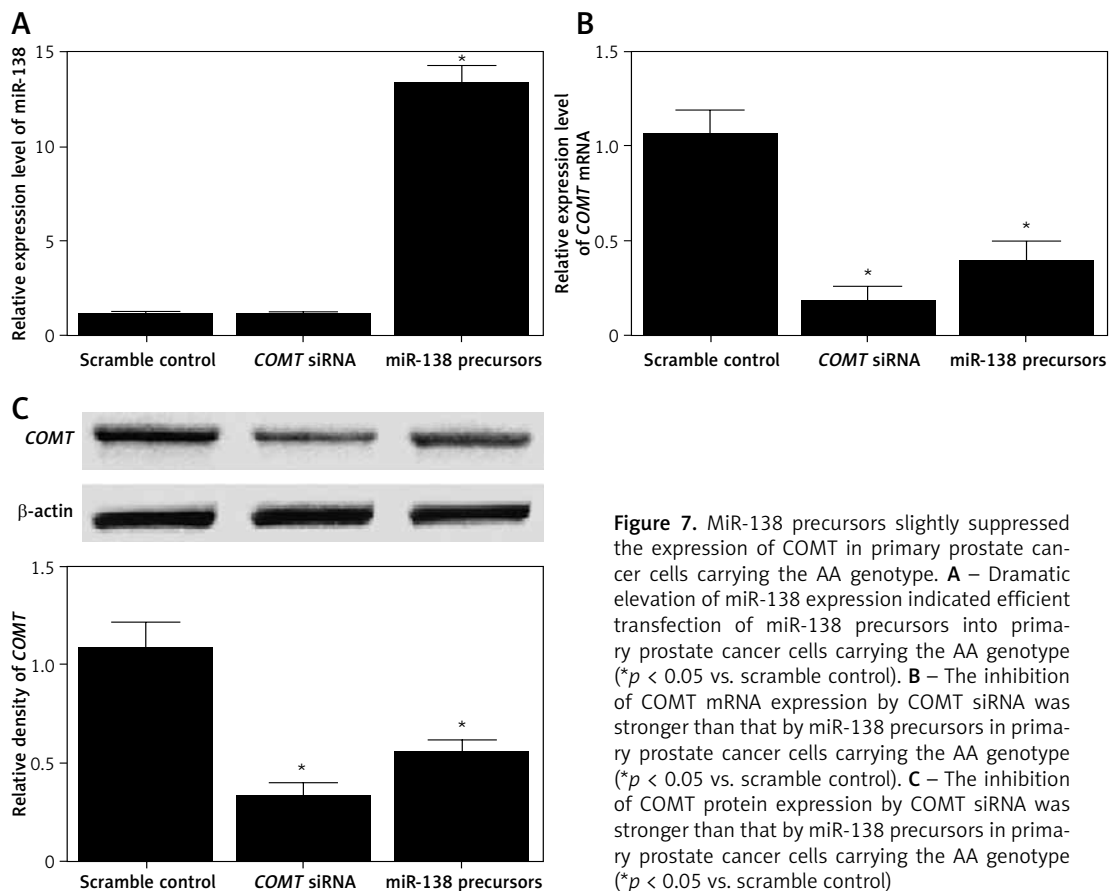 A
Relative expression level of miR-138
15
10
5
0
*
Scramble control
COMT siRNA
miR-138 precursors
B
Relative expression level
of COMT mRNA
1.5
1.0
0.5
0
*
*
Scramble control
COMT siRNA
miR-138 precursors
C
COMT
β-actin
Relative density of COMT
1.5
1.0
0.5
0
*
*
Scramble control
COMT siRNA
miR-138 precursors
Figure 7. MiR-138 precursors slightly suppressed
the expression of COMT in primary prostate can-
cer cells carrying the AA genotype. A – Dramatic
elevation of miR-138 expression indicated efficient
transfection of miR-138 precursors into prima-
ry prostate cancer cells carrying the AA genotype
(*p < 0.05 vs. scramble control). B – The inhibition
of COMT mRNA expression by COMT siRNA was
stronger than that by miR-138 precursors in prima-
ry prostate cancer cells carrying the AA genotype
(*p < 0.05 vs. scramble control). C – The inhibition
of COMT protein expression by COMT siRNA was
stronger than that by miR-138 precursors in prima-
ry prostate cancer cells carrying the AA genotype
(*p < 0.05 vs. scramble control)